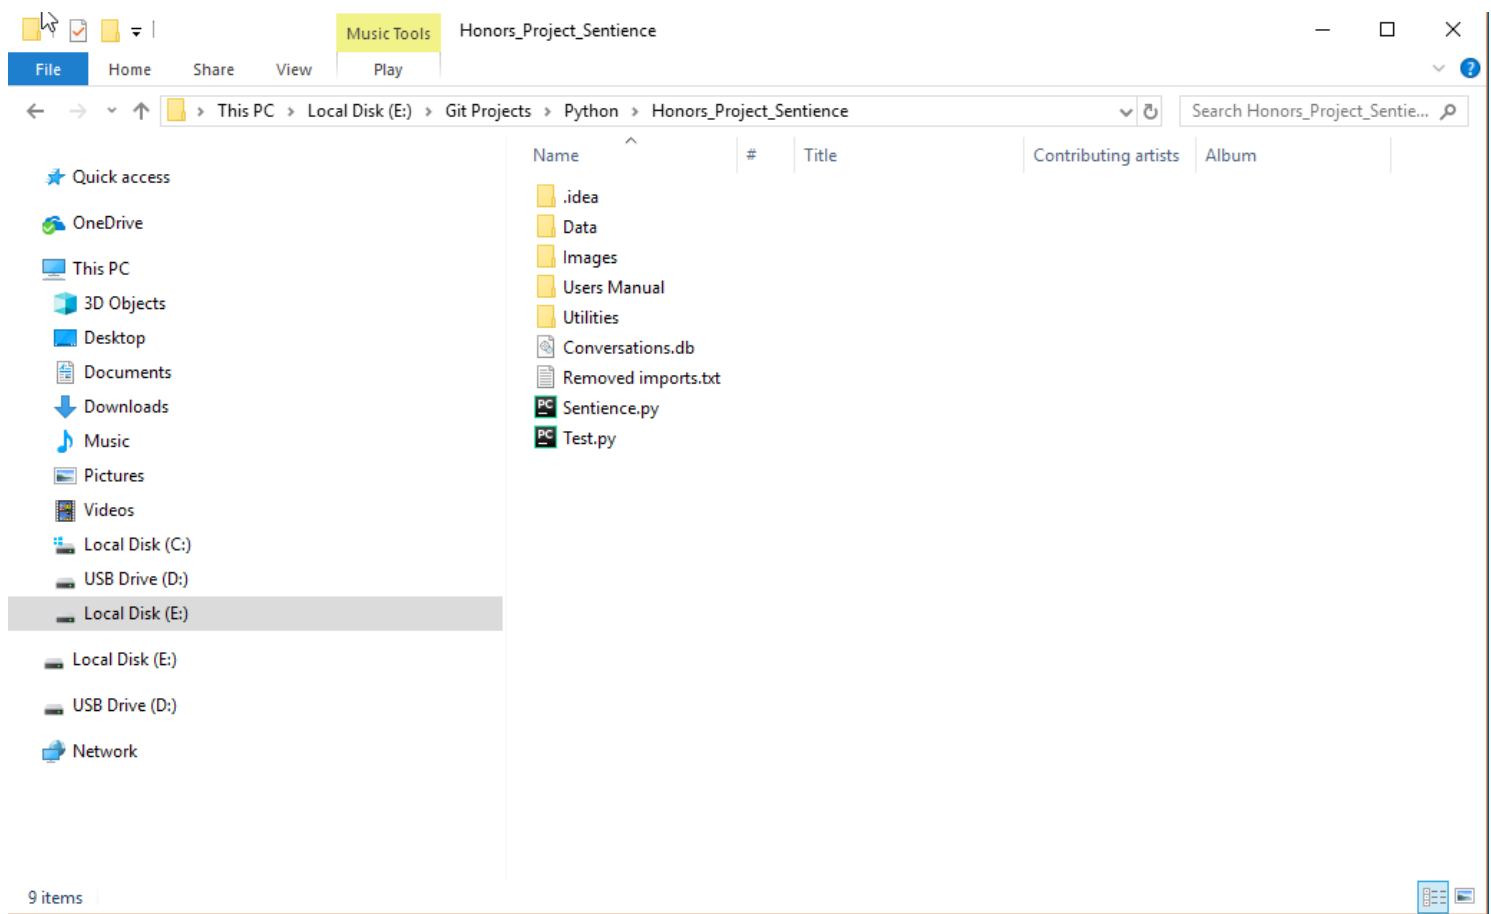 Music Tools Honors_Project_Sentience
File Home Share View Play
This PC Local Disk (E:) Git Projects Python Honors_Project_Sentience Search Honors_Project_Sentie...
Name # Title Contributing artists Album
Quick access
OneDrive
This PC
3D Objects
Desktop
Documents
Downloads
Music
Pictures
Videos
Local Disk (C:)
USB Drive (D:)
Local Disk (E:)
Local Disk (E:)
USB Drive (D:)
Network
.idea
Data
Images
Users Manual
Utilities
Conversations.db
Removed imports.txt
PC Sentience.py
PC Test.py
9 items